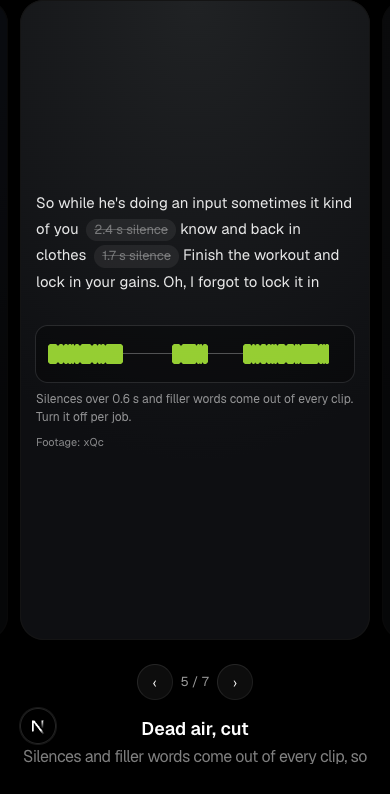 So while he's doing an input sometimes it kind
of you 2.4 s silence know and back in
clothes 1.7 s silence Finish the workout and
lock in your gains. Oh, I forgot to lock it in
Silences over 0.6 s and filler words come out of every clip.
Turn it off per job.
Footage: xQc
‹ 5 / 7 ›
N
Dead air, cut
Silences and filler words come out of every clip, so